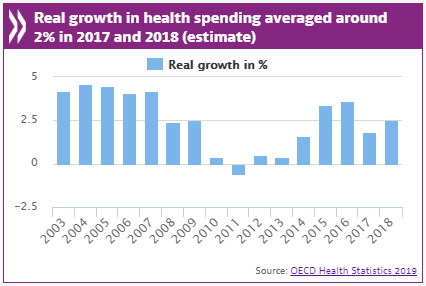 Real growth in health spending averaged around
2% in 2017 and 2018 (estimate)
Real growth in %
5
2.5
0
−2.5
2003 2004 2005 2006 2007 2008 2009 2010 2011 2012 2013 2014 2015 2016 2017 2018
Source: OECD Health Statistics 2019